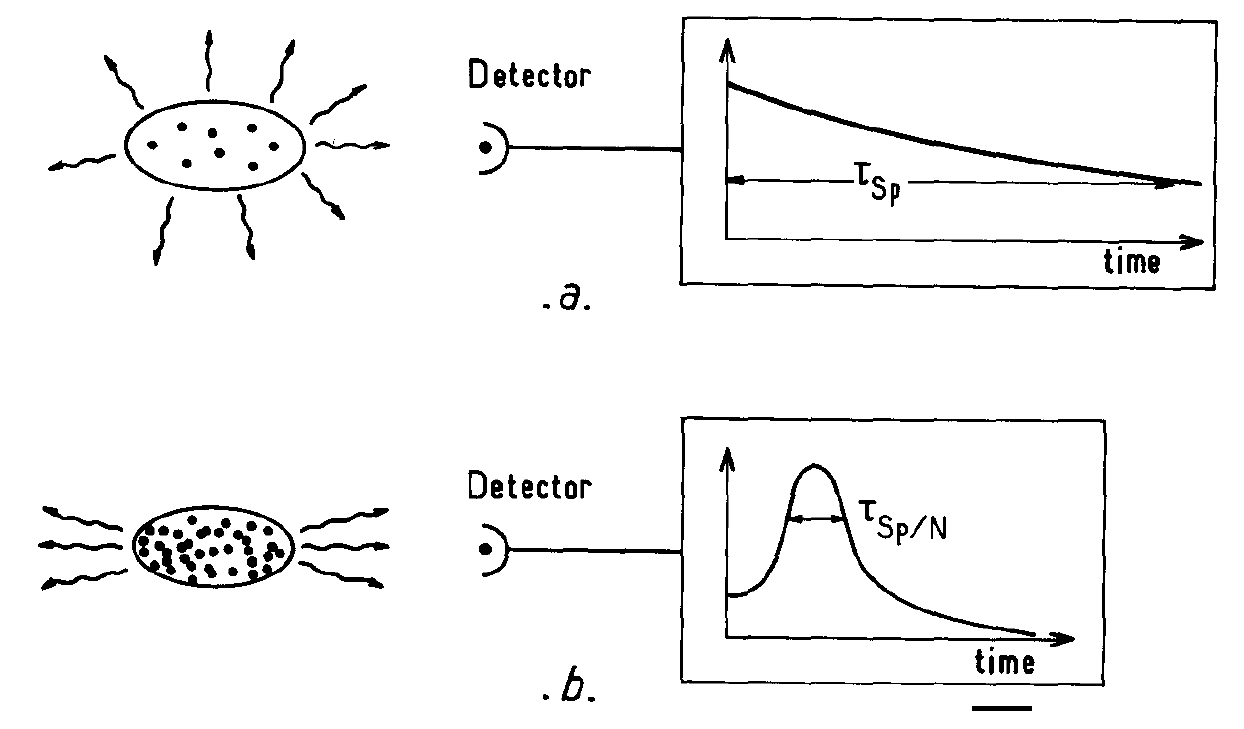 Detector
τSp
time
.a.
Detector
τSp/N
time
.b.